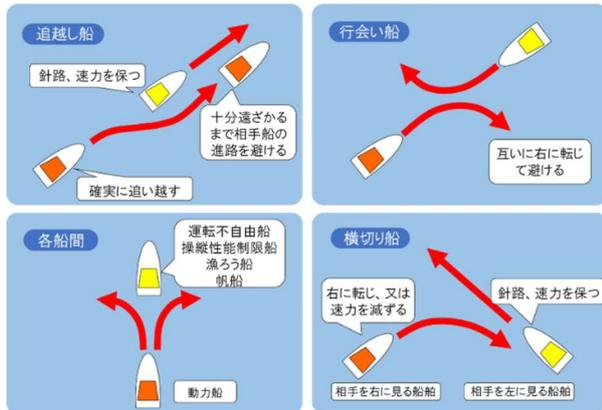 追越し船
針路、速力を保つ
十分遠ざかる
まで相手船の
進路を避ける
確実に追い越す
行会い船
互いに右に転じ
て避ける
各船間
運転不自由船
操縦性能制限船
漁ろう船
帆船
動力船
横切り船
右に転じ、又は
速力を減ずる
針路、速力を保つ
相手を右に見る船舶
相手を左に見る船舶